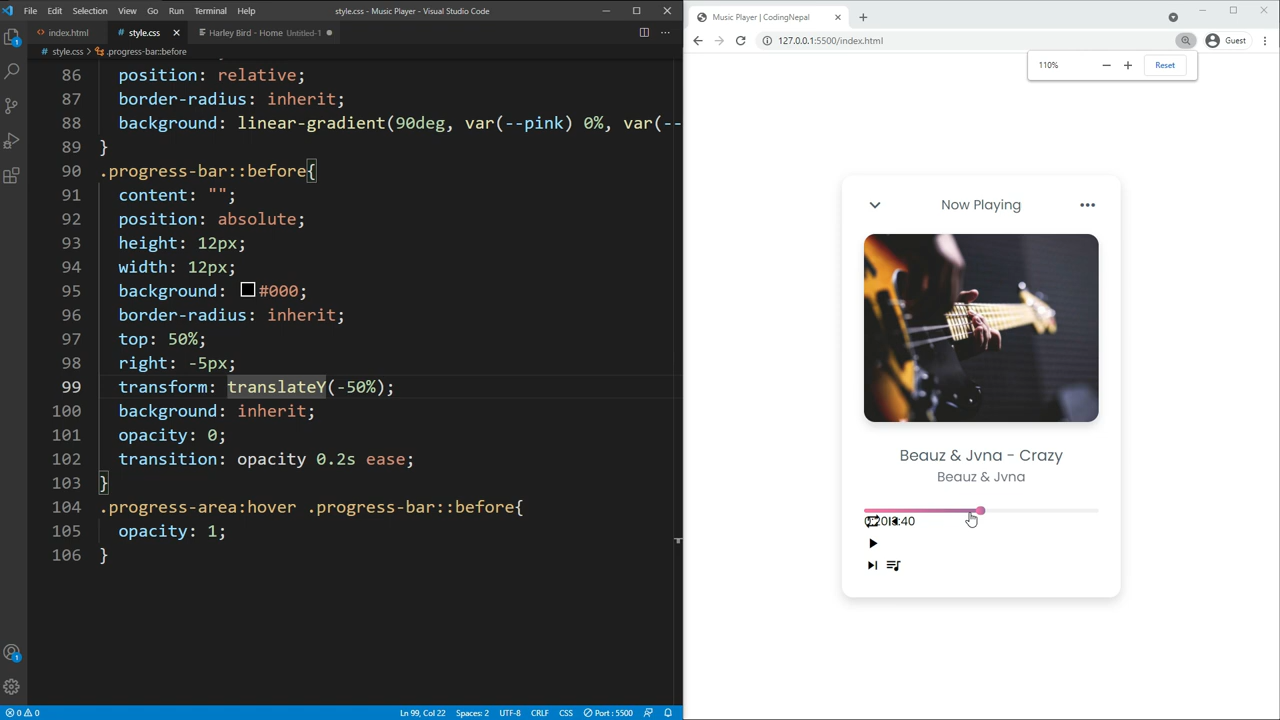 File Edit Selection View Go Run Terminal Help
style.css - Music Player - Visual Studio Code
index.html
style.css
Harley Bird - Home Untitled-1
style.css > .progress-bar::before
86 position: relative;
87 border-radius: inherit;
88 background: linear-gradient(90deg, var(--pink) 0%, var(--
89 }
90 .progress-bar::before{
91 content: "";
92 position: absolute;
93 height: 12px;
94 width: 12px;
95 background: #000;
96 border-radius: inherit;
97 top: 50%;
98 right: -5px;
99 transform: translateY(-50%);
100 background: inherit;
101 opacity: 0;
102 transition: opacity 0.2s ease;
103 }
104 .progress-area:hover .progress-bar::before{
105 opacity: 1;
106 }
0 0 Ln 99, Col 22 Spaces: 2 UTF-8 CRLF CSS Port : 5500
Music Player | CodingNepal
127.0.0.1:5500/index.html
Guest
110% Reset
Now Playing
Beauz & Jvna - Crazy
Beauz & Jvna